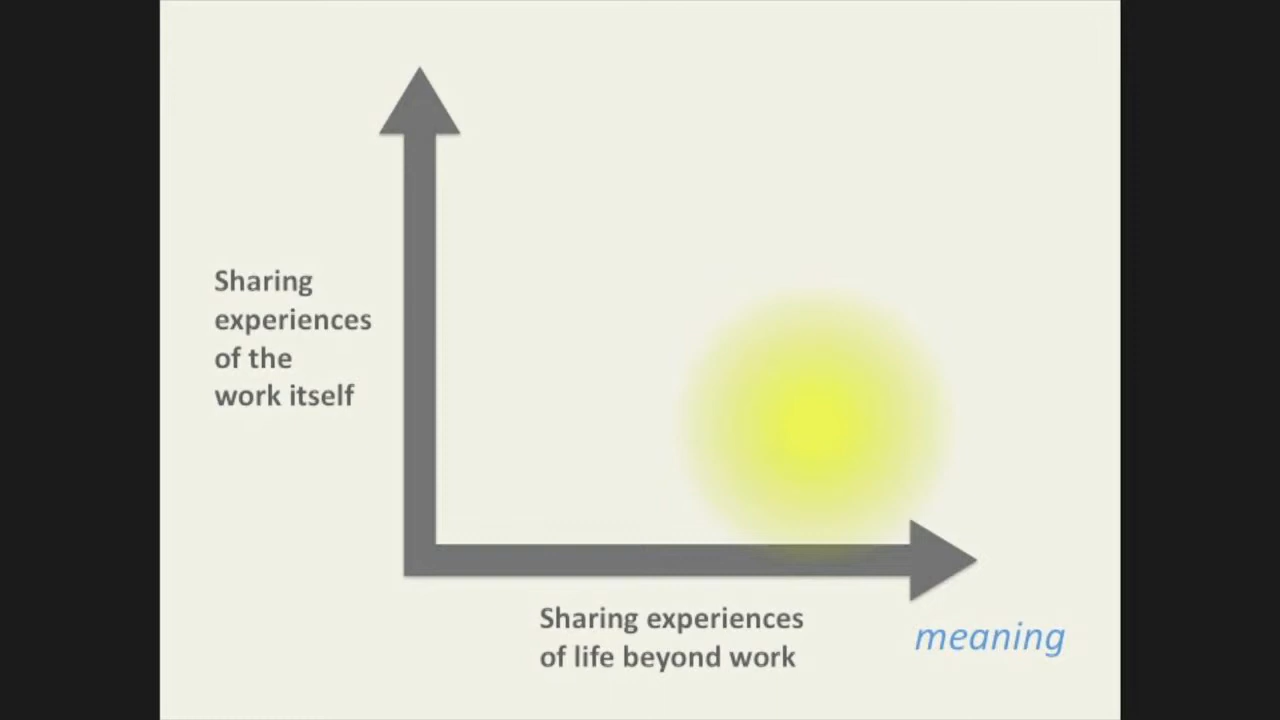 Sharing
experiences
of the
work itself
Sharing experiences
of life beyond work
meaning